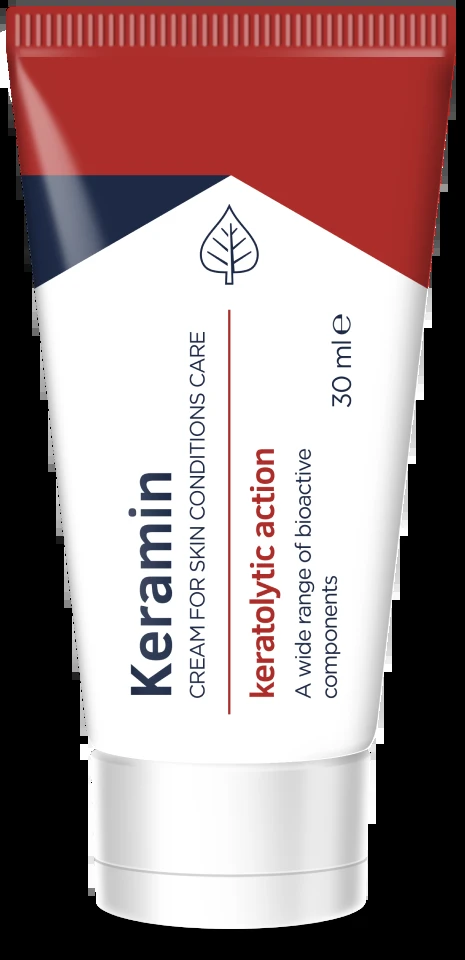 Keramin
CREAM FOR SKIN CONDITIONS CARE
keratolytic action
A wide range of bioactive
components
30 ml ℮